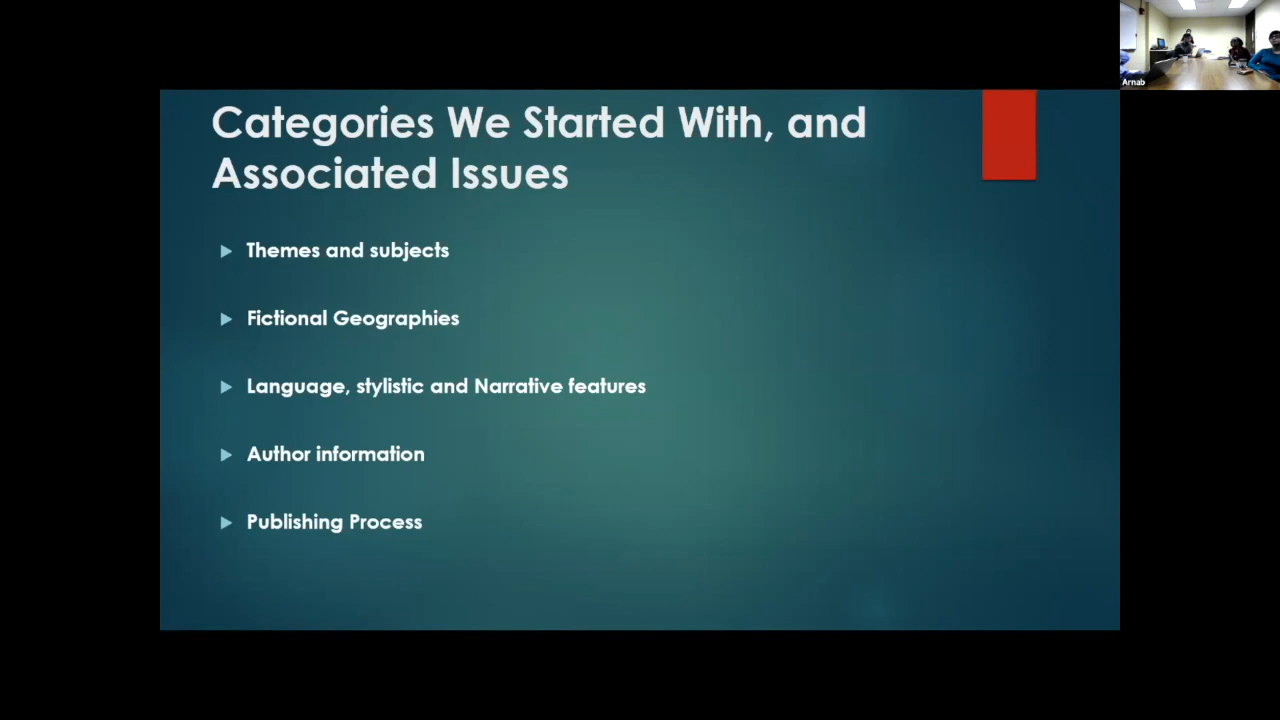 Arnab
Categories We Started With, and
Associated Issues
Themes and subjects
Fictional Geographies
Language, stylistic and Narrative features
Author information
Publishing Process